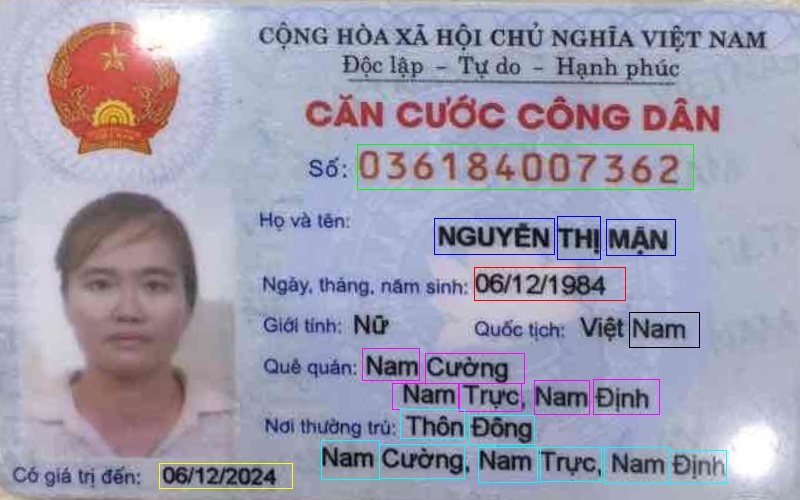 CỘNG HÒA XÃ HỘI CHỦ NGHĨA VIỆT NAM
Độc lập - Tự do - Hạnh phúc
CĂN CƯỚC CÔNG DÂN
Số: 036184007362
Họ và tên: NGUYỄN THỊ MẬN
Ngày, tháng, năm sinh: 06/12/1984
Giới tính: Nữ Quốc tịch: Việt Nam
Quê quán: Nam Cường
Nam Trực, Nam Định
Nơi thường trú: Thôn Đông
Nam Cường, Nam Trực, Nam Định
Có giá trị đến: 06/12/2024